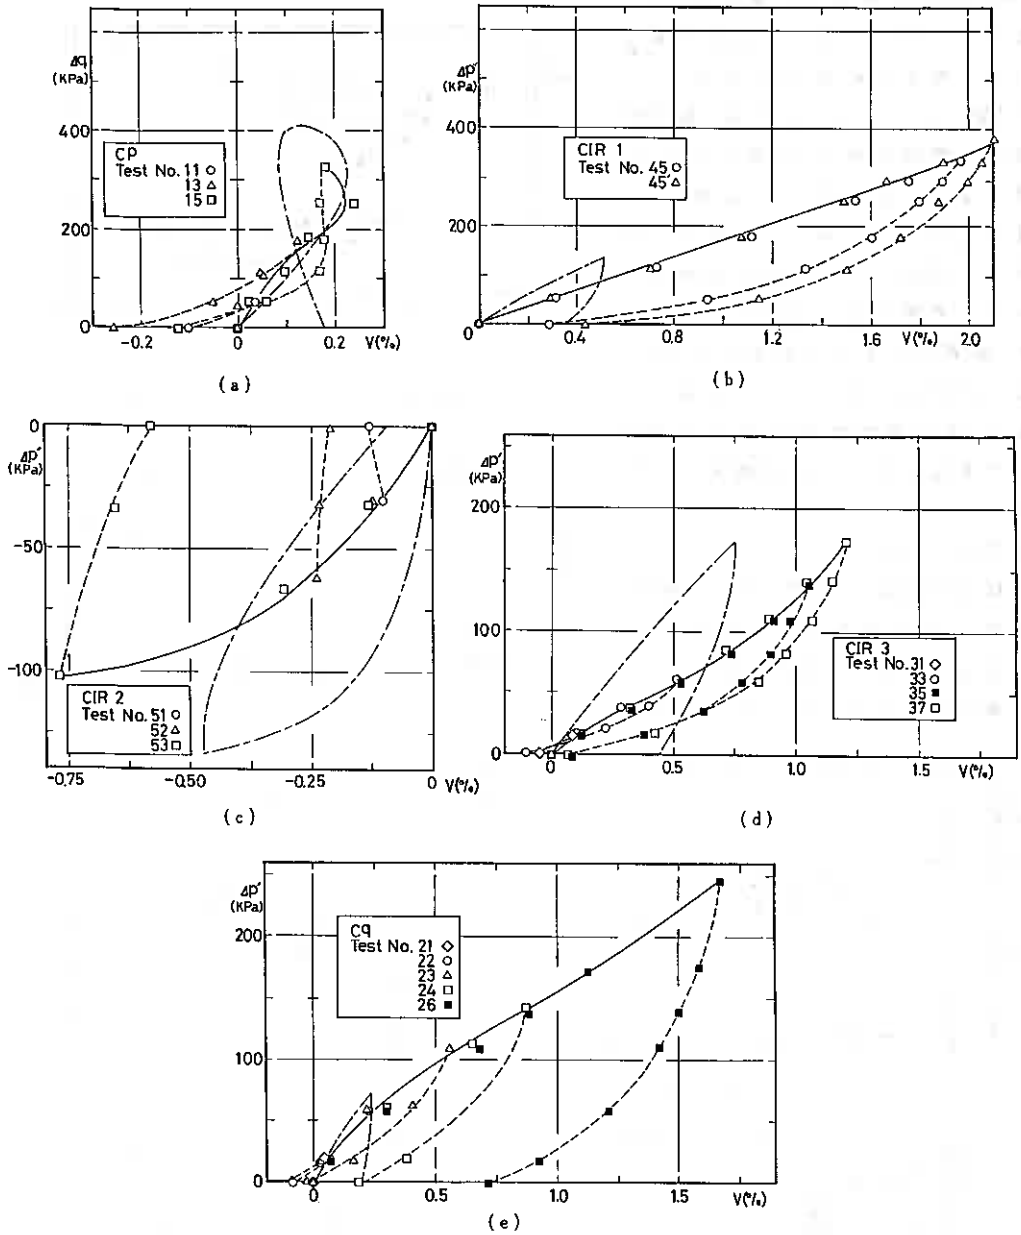 Δq
(KPa)
400
200
0
-0.2
0
0.2
V(%)
CP
Test No. 11 ○
13 △
15 □
(a)
Δp'
(KPa)
400
200
0
0.4
0.8
1.2
1.6
2.0
V(%)
CIR 1
Test No. 45 ○
45' △
(b)
0
Δp'
(KPa)
-50
-100
-0.75
-0.50
-0.25
0
V(%)
CIR 2
Test No. 51 ○
52 △
53 □
(c)
Δp'
(KPa)
200
100
0
0
0.5
1.0
1.5
V(%)
CIR 3
Test No. 31 ◇
33 ○
35 ■
37 □
(d)
Δp'
(KPa)
200
100
0
0
0.5
1.0
1.5
V(%)
Cq
Test No. 21 ◇
22 ○
23 △
24 □
26 ■
(e)